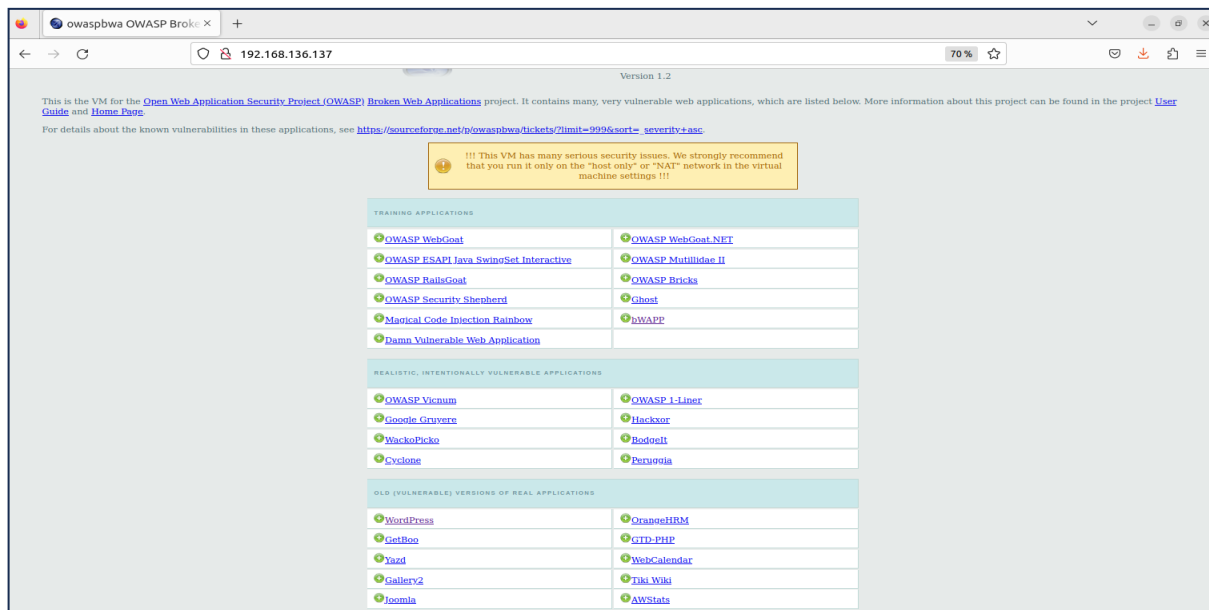 owaspbwa OWASP Broke
192.168.136.137
70%
Version 1.2
This is the VM for the Open Web Application Security Project (OWASP) Broken Web Applications project. It contains many, very vulnerable web applications, which are listed below. More information about this project can be found in the project User
Guide and Home Page.
For details about the known vulnerabilities in these applications, see https://sourceforge.net/p/owaspbwa/tickets/?limit=999&sort=_severity+asc.
!!! This VM has many serious security issues. We strongly recommend
that you run it only on the "host only" or "NAT" network in the virtual
machine settings !!!
TRAINING APPLICATIONS
OWASP WebGoat
OWASP WebGoat.NET
OWASP ESAPI Java SwingSet Interactive
OWASP Mutillidae II
OWASP RailsGoat
OWASP Bricks
OWASP Security Shepherd
Ghost
Magical Code Injection Rainbow
bWAPP
Damn Vulnerable Web Application
REALISTIC, INTENTIONALLY VULNERABLE APPLICATIONS
OWASP Vicnum
OWASP 1-Liner
Google Gruyere
Hackxor
WackoPicko
BodgeIt
Cyclone
Peruggia
OLD (VULNERABLE) VERSIONS OF REAL APPLICATIONS
WordPress
OrangeHRM
GetBoo
GTD-PHP
Yazd
WebCalendar
Gallery2
Tiki Wiki
Joomla
AWStats